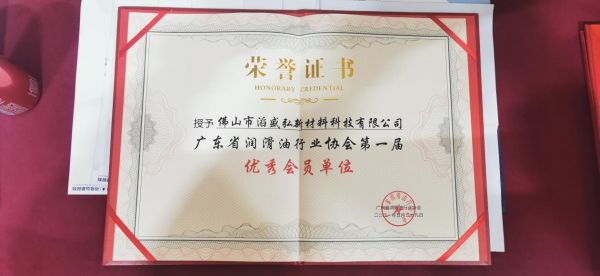 荣誉证书
HONORARY CREDENTIAL
授予 佛山市滔盛弘新材料科技有限公司
广东省润滑油行业协会第一届
优秀会员单位